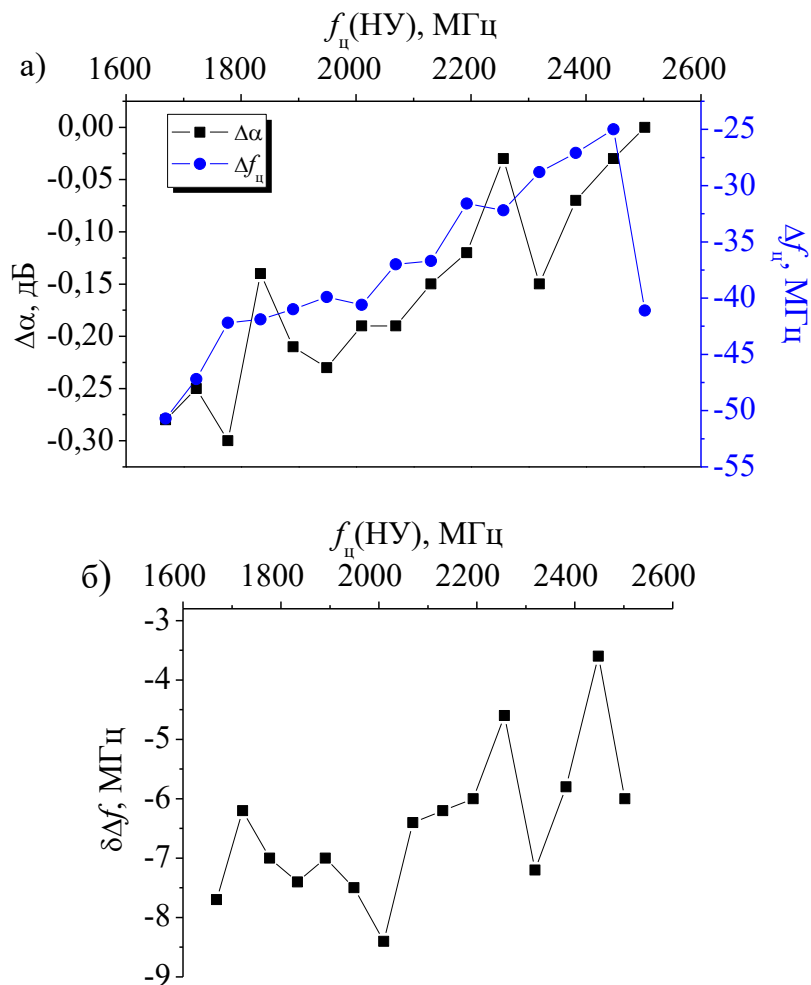 f_ц(НУ), МГц
а)
1600 1800 2000 2200 2400 2600
Δα
Δf_ц
0,00
-0,05
-0,10
-0,15
-0,20
-0,25
-0,30
Δα, дБ
-25
-30
-35
-40
-45
-50
-55
Δf_ц, МГц
f_ц(НУ), МГц
б)
1600 1800 2000 2200 2400 2600
-3
-4
-5
-6
-7
-8
-9
δΔf, МГц